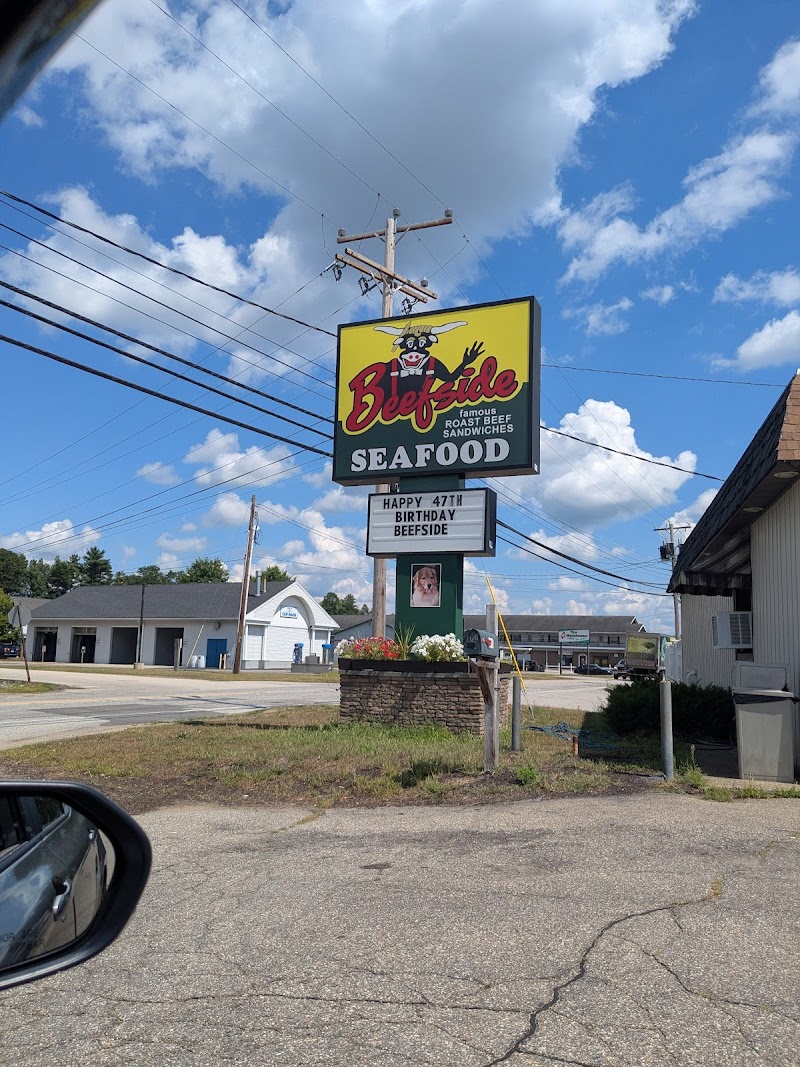 Beefside
famous
ROAST BEEF
SANDWICHES
SEAFOOD
HAPPY 47TH
BIRTHDAY
BEEFSIDE